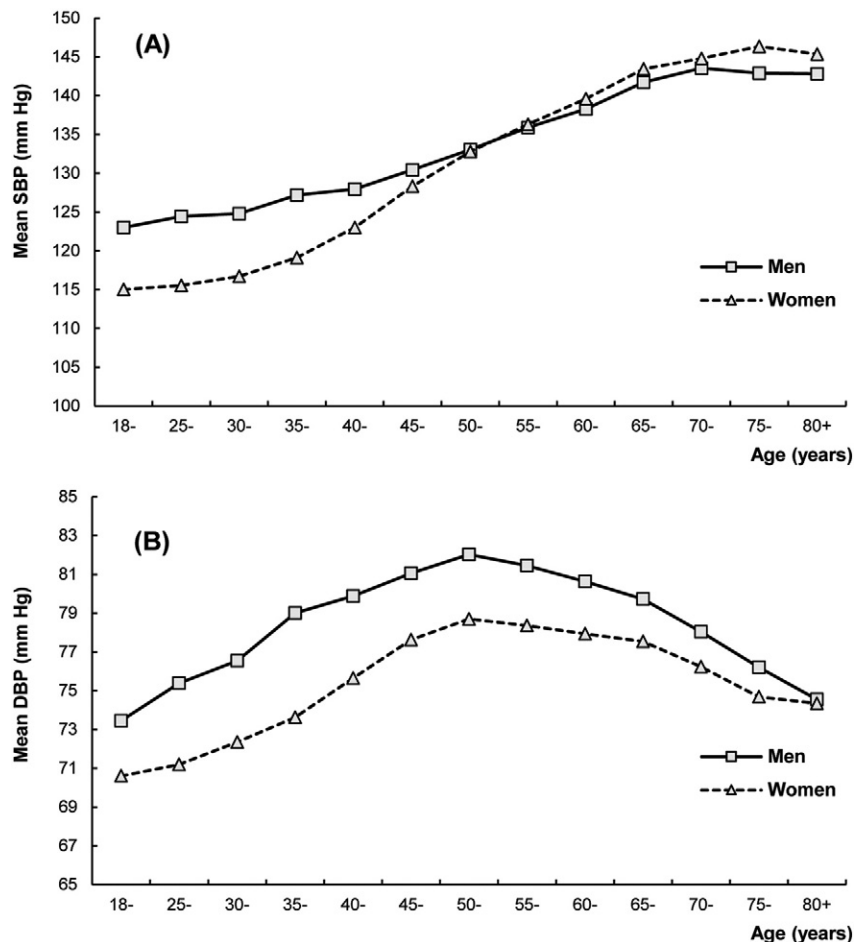 (A)
Mean SBP (mm Hg)
150
145
140
135
130
125
120
115
110
105
100
Men
Women
18- 25- 30- 35- 40- 45- 50- 55- 60- 65- 70- 75- 80+
Age (years)
(B)
Mean DBP (mm Hg)
85
83
81
79
77
75
73
71
69
67
65
Men
Women
18- 25- 30- 35- 40- 45- 50- 55- 60- 65- 70- 75- 80+
Age (years)